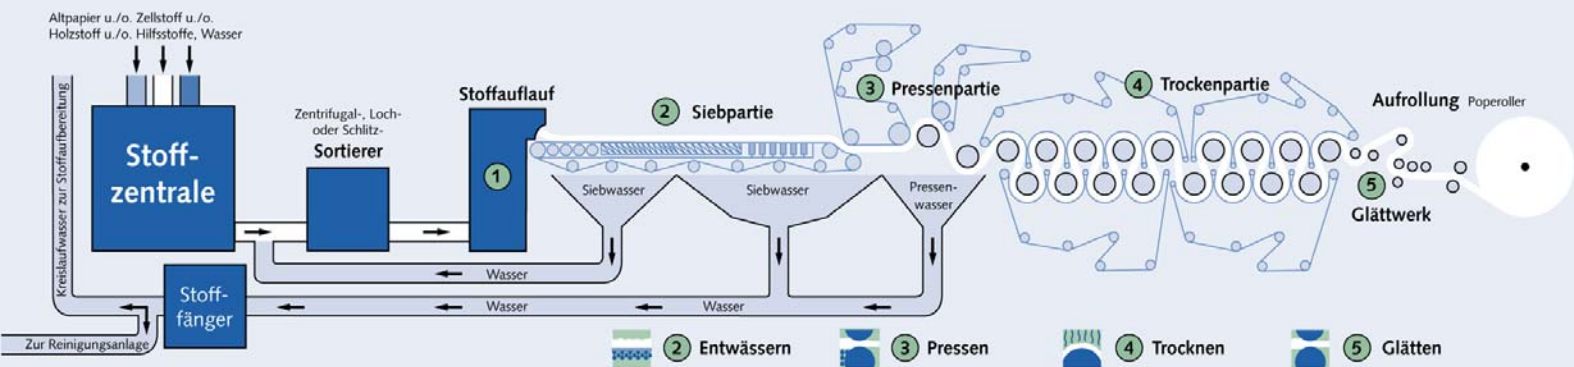 Altpapier u./o. Zellstoff u./o.
Holzstoff u./o. Hilfsstoffe, Wasser
Kreislaufwasser zur Stoffaufbereitung
Stoff-
zentrale
Zentrifugal-, Loch-
oder Schlitz-
Sortierer
Stoffauflauf
1
2 Siebpartie
3 Pressenpartie
4 Trockenpartie
Aufrollung Poperoller
5
Glättwerk
Siebwasser
Siebwasser
Pressen-
wasser
Wasser
Stoff-
fänger
Wasser
Wasser
Zur Reinigungsanlage
2 Entwässern
3 Pressen
4 Trocknen
5 Glätten